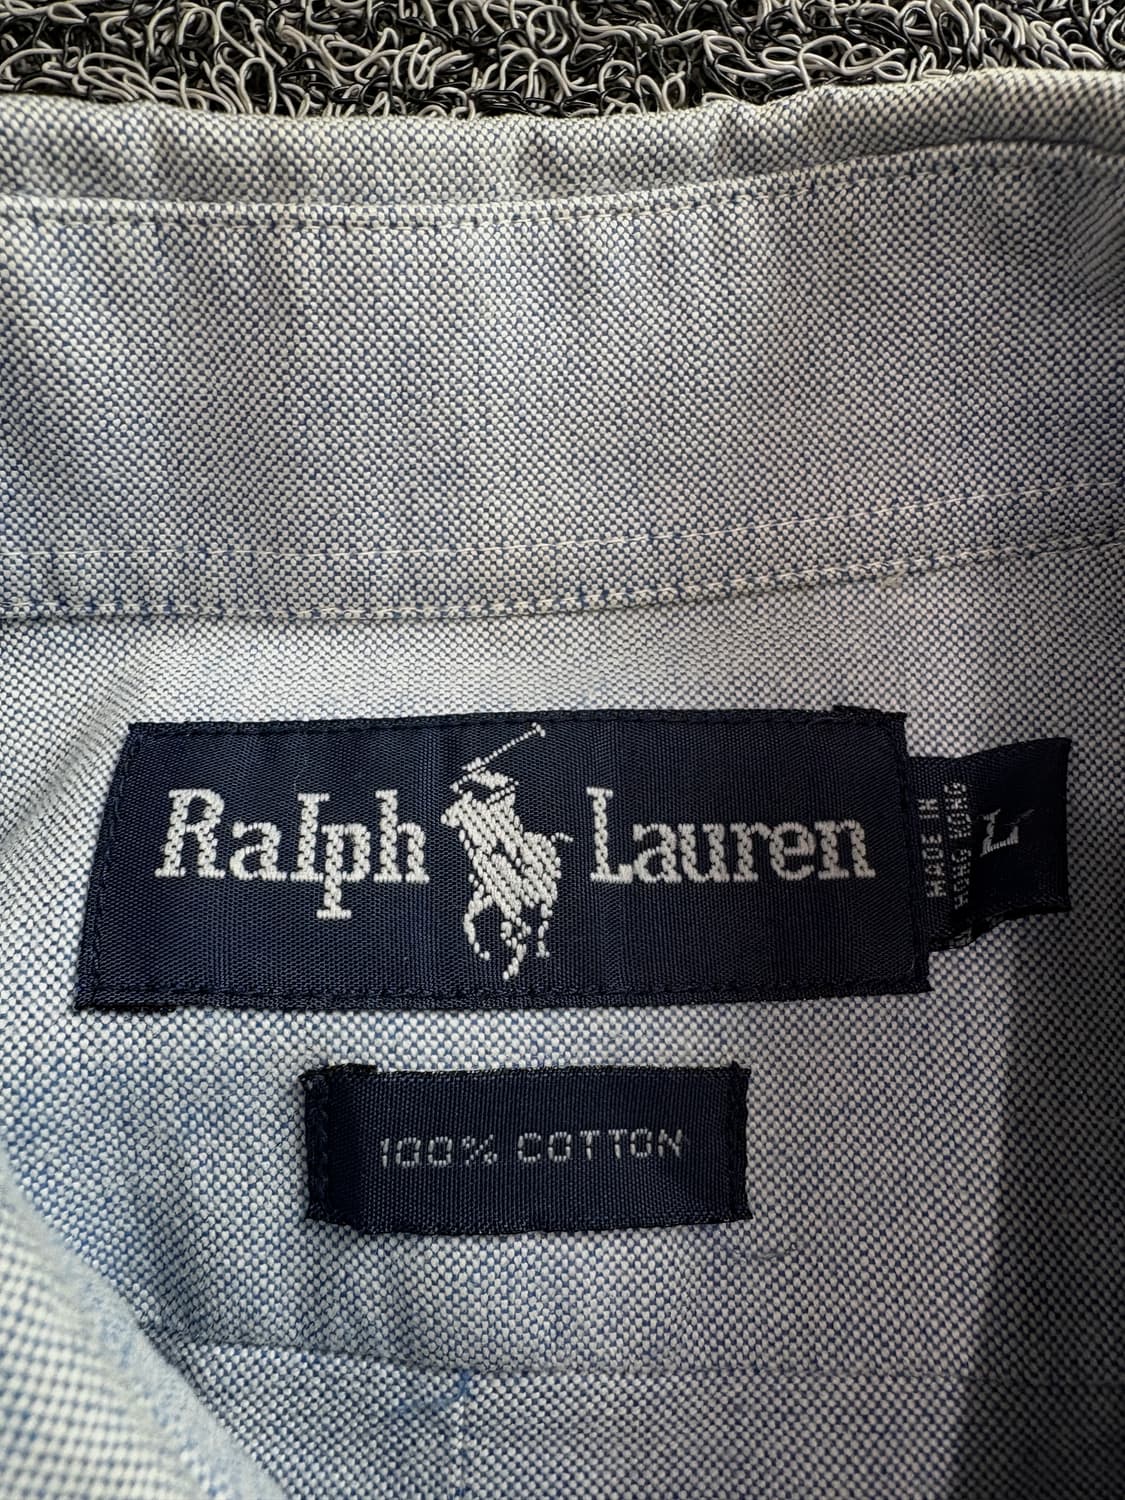 Ralph Lauren
MADE IN
HONG KONG
L
100% COTTON